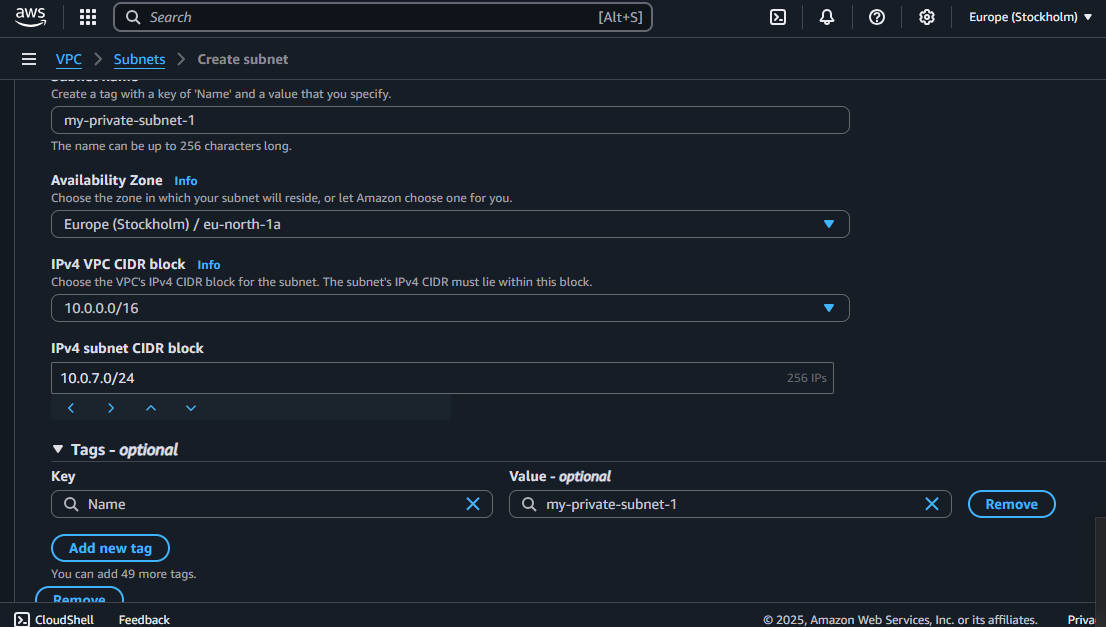 aws
Search [Alt+S]
Europe (Stockholm)
VPC Subnets Create subnet
Subnet name
Create a tag with a key of 'Name' and a value that you specify.
my-private-subnet-1
The name can be up to 256 characters long.
Availability Zone Info
Choose the zone in which your subnet will reside, or let Amazon choose one for you.
Europe (Stockholm) / eu-north-1a
IPv4 VPC CIDR block Info
Choose the VPC's IPv4 CIDR block for the subnet. The subnet's IPv4 CIDR must lie within this block.
10.0.0.0/16
IPv4 subnet CIDR block
10.0.7.0/24 256 IPs
Tags - optional
Key Value - optional
Name my-private-subnet-1 Remove
Add new tag
You can add 49 more tags.
Remove
CloudShell Feedback © 2025, Amazon Web Services, Inc. or its affiliates. Priva